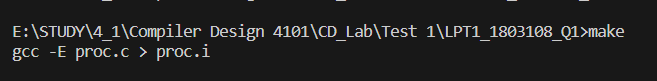 E:\STUDY\4_1\Compiler Design 4101\CD_Lab\Test 1\LPT1_1803108_Q1>make
gcc -E proc.c > proc.i